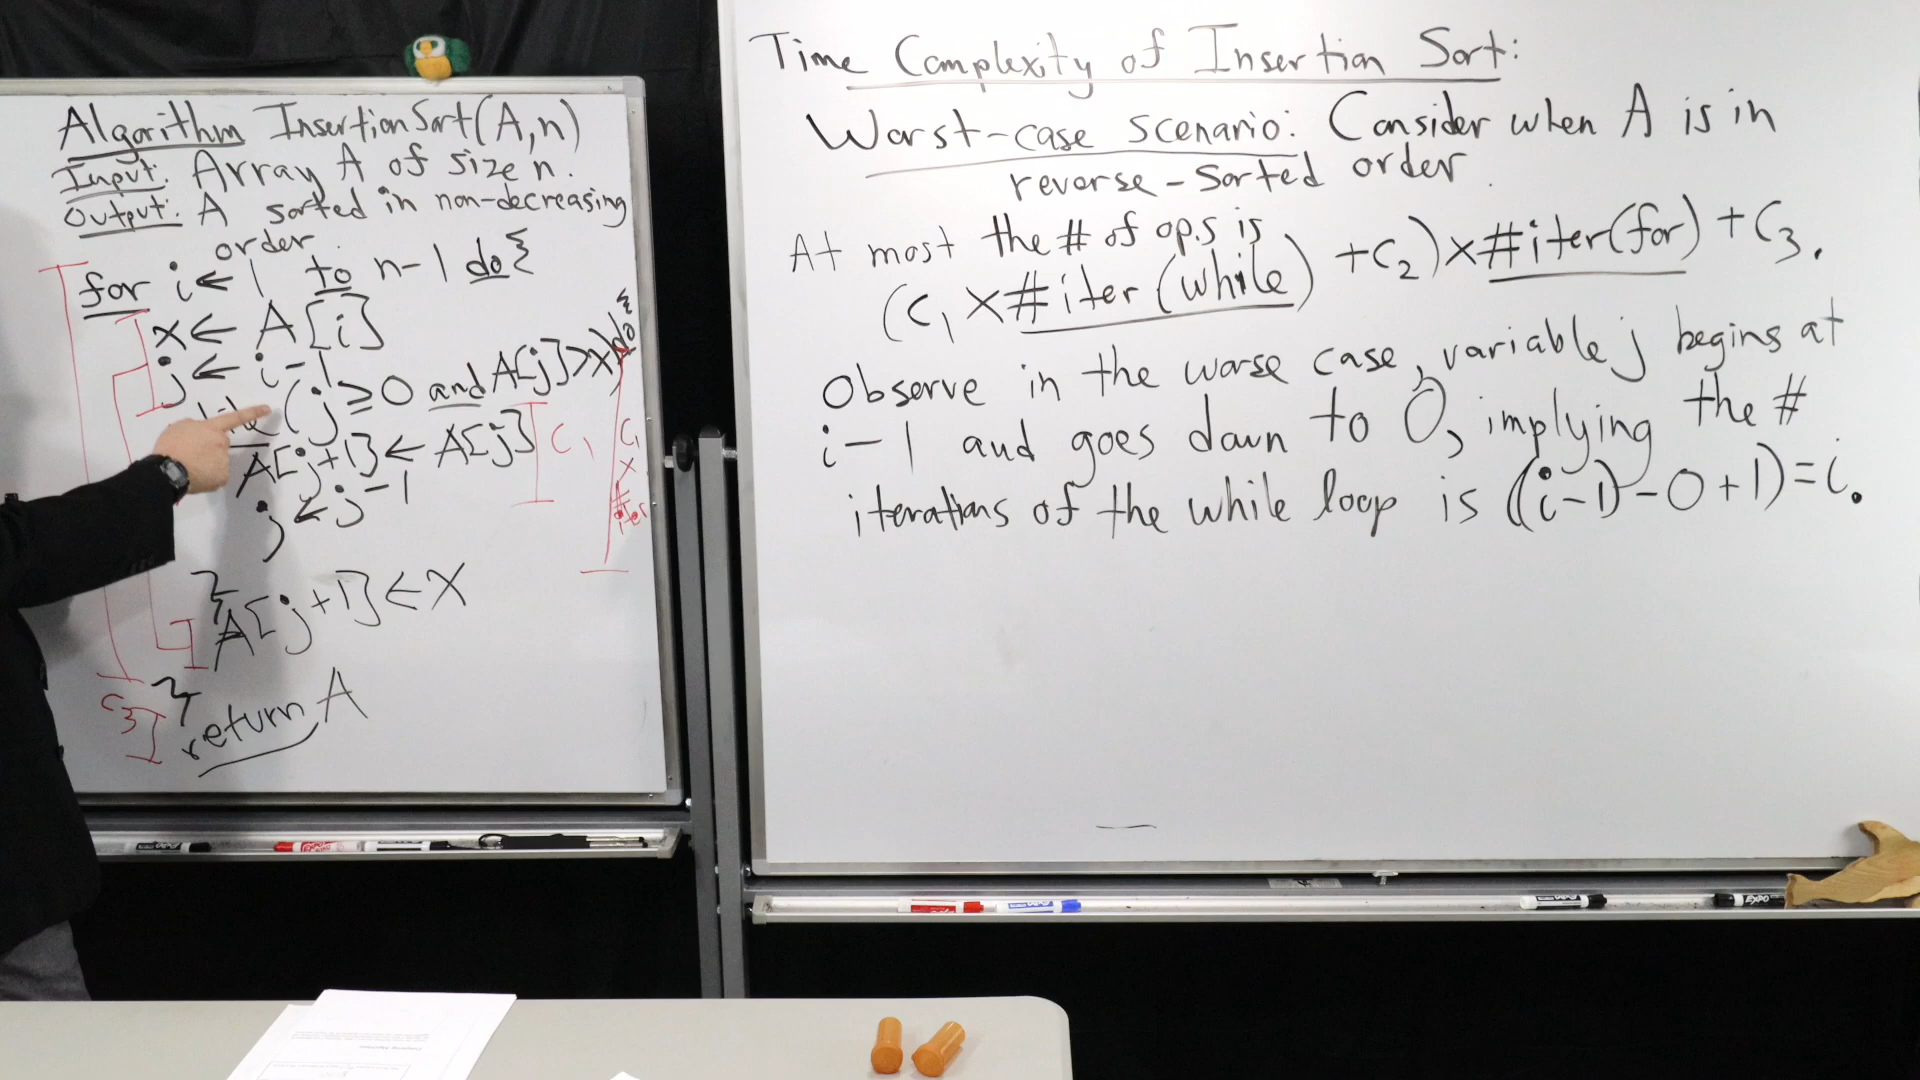 Algorithm InsertionSort(A,n)
Input: Array A of size n.
Output: A sorted in non-decreasing
order.
for i ← 1 to n-1 do {
x ← A[i]
j ← i-1
(j ≥ 0 and A[j] > x) do {
A[j+1] ← A[j]
j ← j-1
}
A[j+1] ← x
}
return A
C1
C1
x
#
iter
C3
Time Complexity of Insertion Sort:
Worst-case scenario: Consider when A is in
reverse-sorted order.
At most the # of op.s is
(C1 x #iter (while) + C2) x #iter(for) + C3.
Observe in the worse case, variable j begins at
i-1 and goes down to 0, implying the #
iterations of the while loop is ((i-1)-0+1)=i.
EXPO